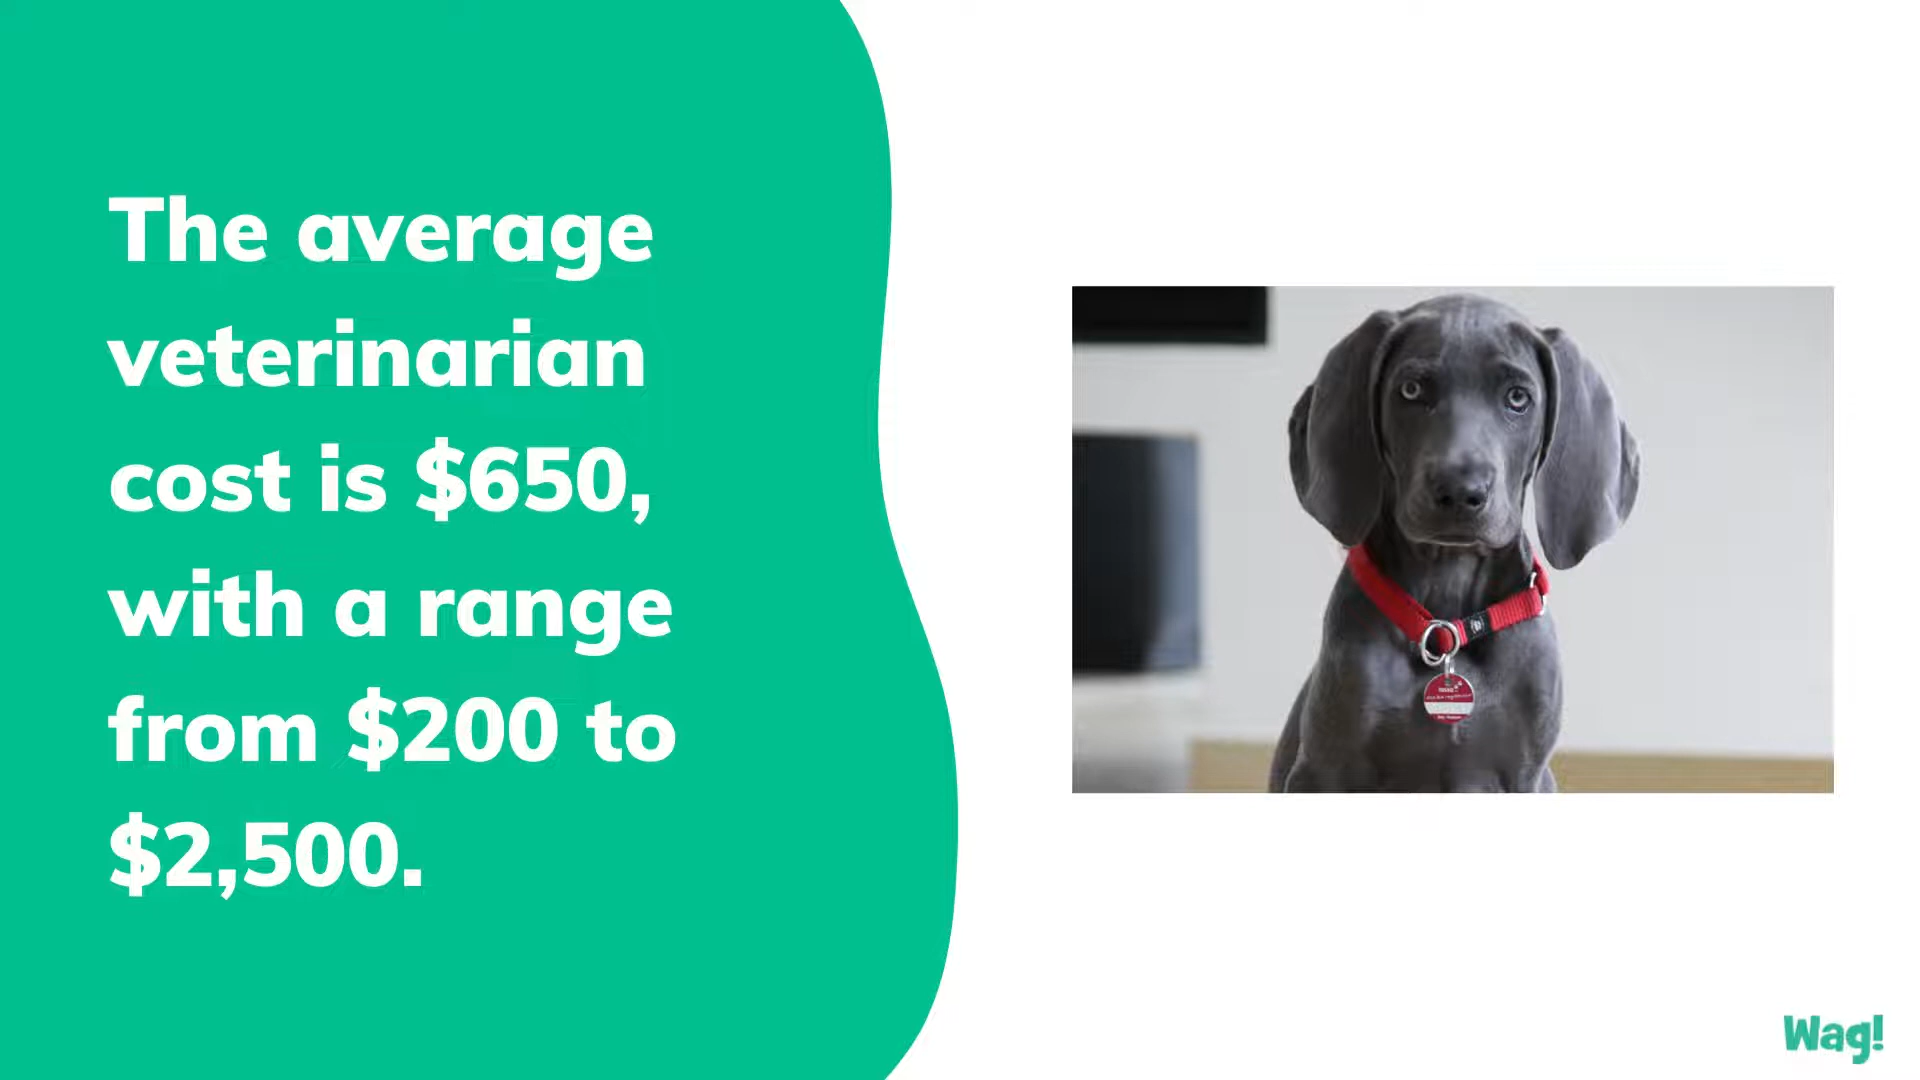 The average
veterinarian
cost is $650,
with a range
from $200 to
$2,500.
Wag!